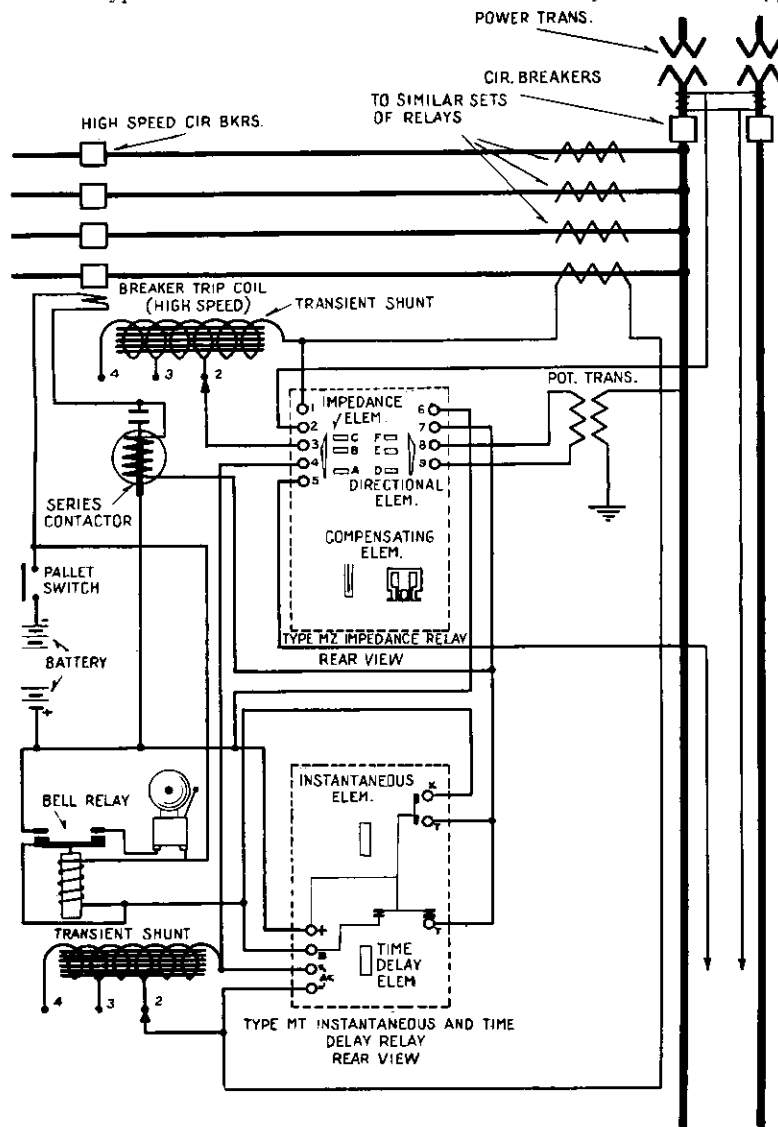 POWER TRANS.
CIR. BREAKERS
TO SIMILAR SETS
OF RELAYS
HIGH SPEED CIR BKRS.
BREAKER TRIP COIL
(HIGH SPEED)
TRANSIENT SHUNT
4 3 2
POT. TRANS.
IMPEDANCE
ELEM.
1
2
3
4
5
6
7
8
9
C F
B E
A D
DIRECTIONAL
ELEM.
COMPENSATING
ELEM.
TYPE MZ IMPEDANCE RELAY
REAR VIEW
SERIES
CONTACTOR
PALLET
SWITCH
-
BATTERY
+
BELL RELAY
INSTANTANEOUS
ELEM.
X
Y
+
B
Y
TIME
DELAY
ELEM
TRANSIENT SHUNT
4 3 2
TYPE MT INSTANTANEOUS AND TIME
DELAY RELAY
REAR VIEW